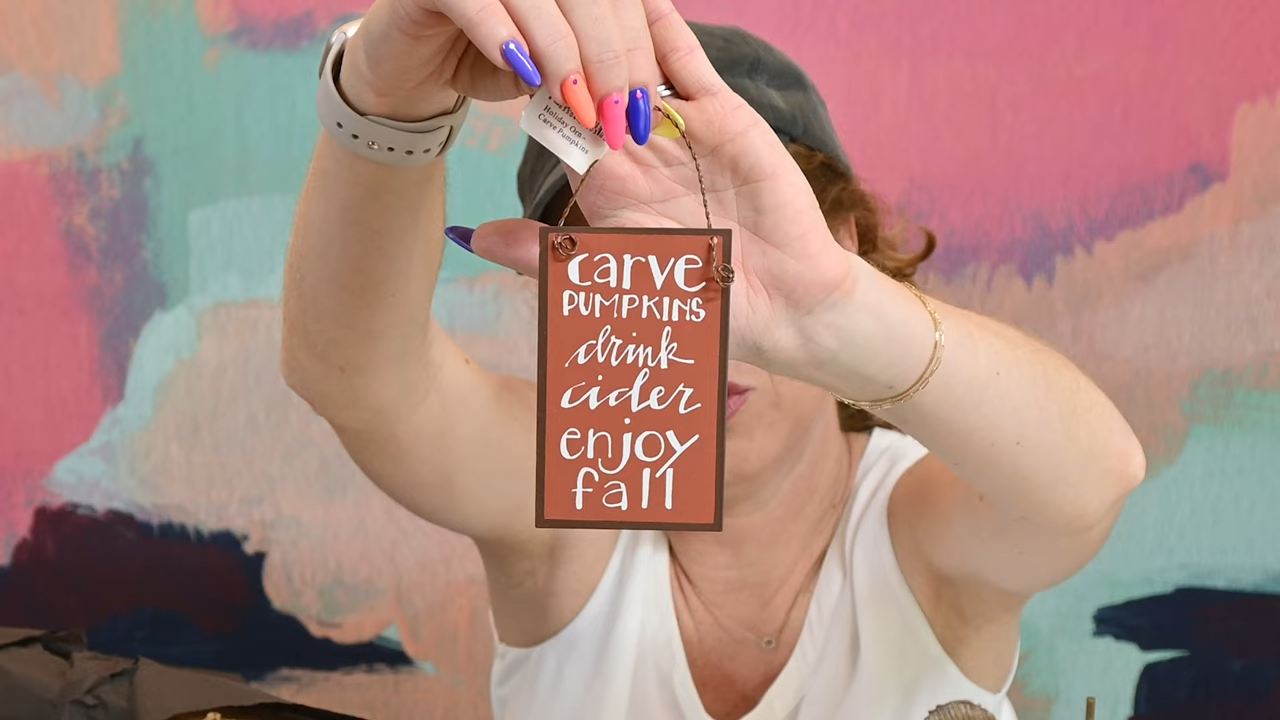 Holiday Orn -
Carve Pumpkins
carve
PUMPKINS
drink
cider
enjoy
fall